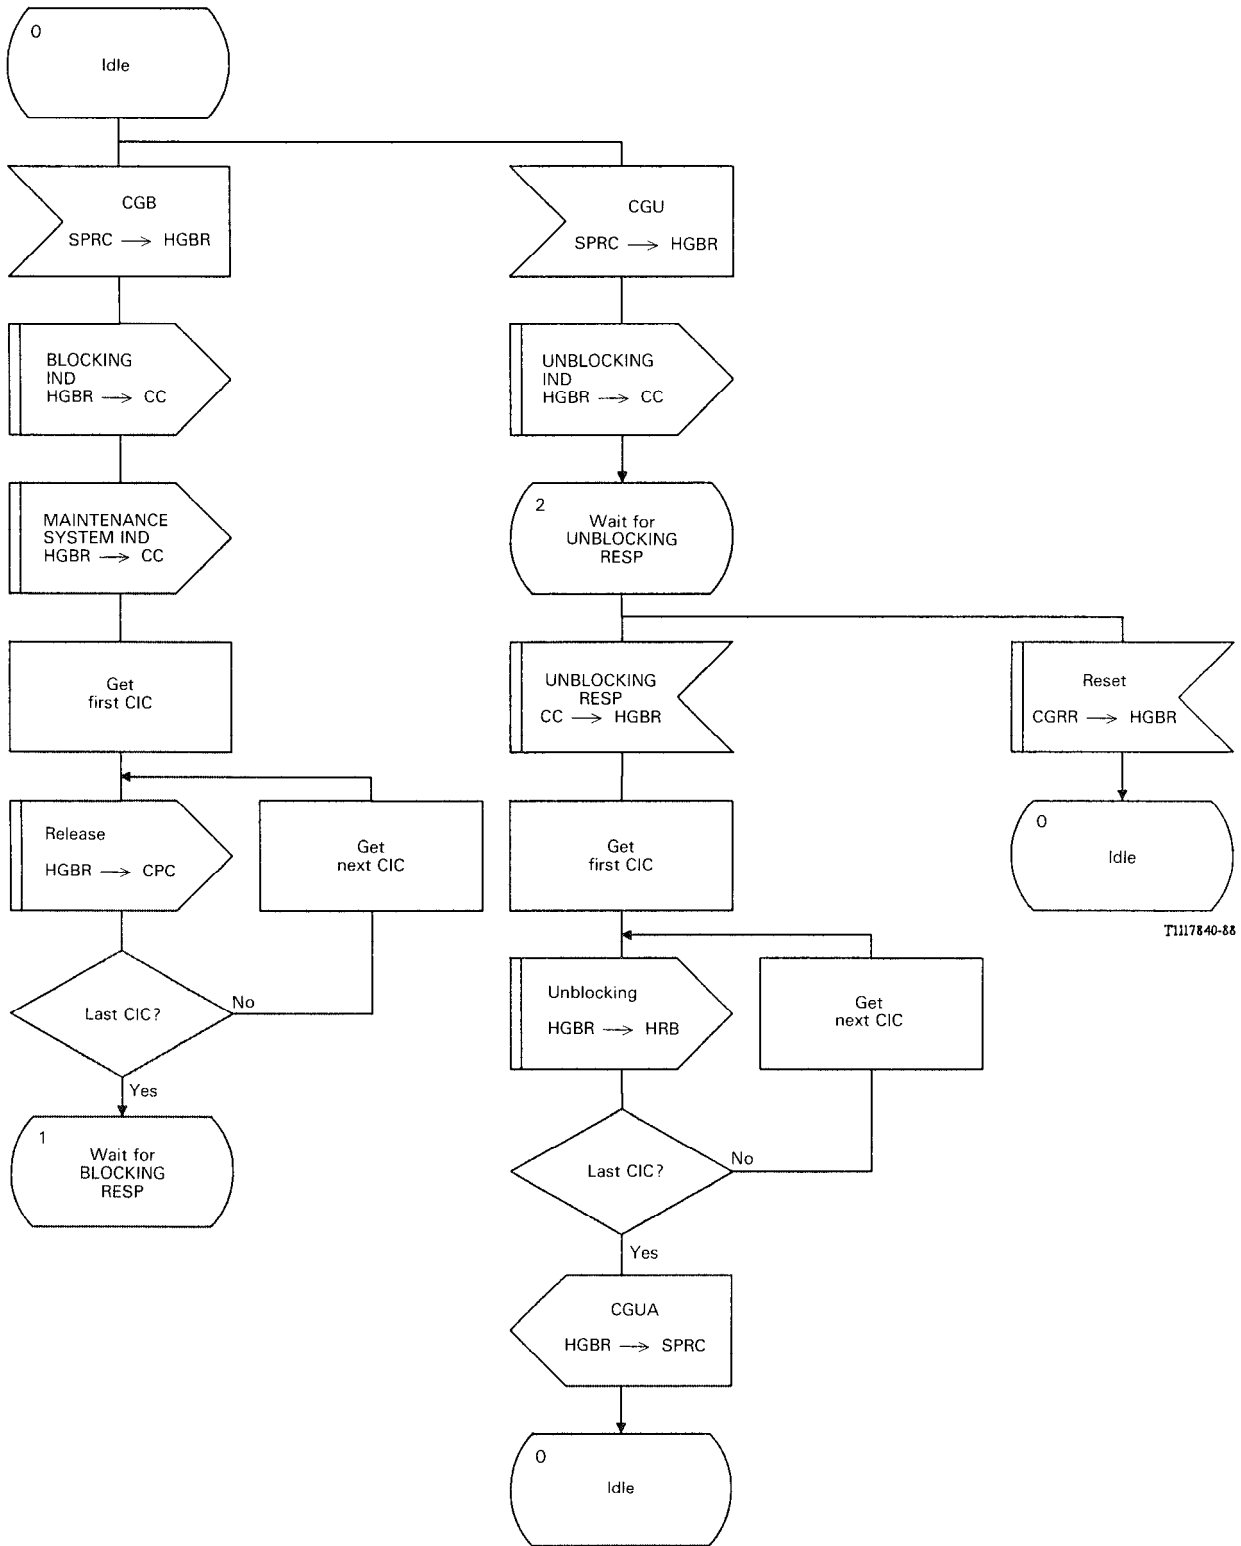 0
Idle
CGB
SPRC → HGBR
CGU
SPRC → HGBR
BLOCKING
IND
HGBR → CC
UNBLOCKING
IND
HGBR → CC
MAINTENANCE
SYSTEM IND
HGBR → CC
2
Wait for
UNBLOCKING
RESP
Get
first CIC
UNBLOCKING
RESP
CC → HGBR
Reset
CGRR → HGBR
Release
HGBR → CPC
Get
next CIC
Get
first CIC
0
Idle
T1117840-88
Last CIC?
No
Yes
Unblocking
HGBR → HRB
Get
next CIC
1
Wait for
BLOCKING
RESP
Last CIC?
No
Yes
CGUA
HGBR → SPRC
0
Idle